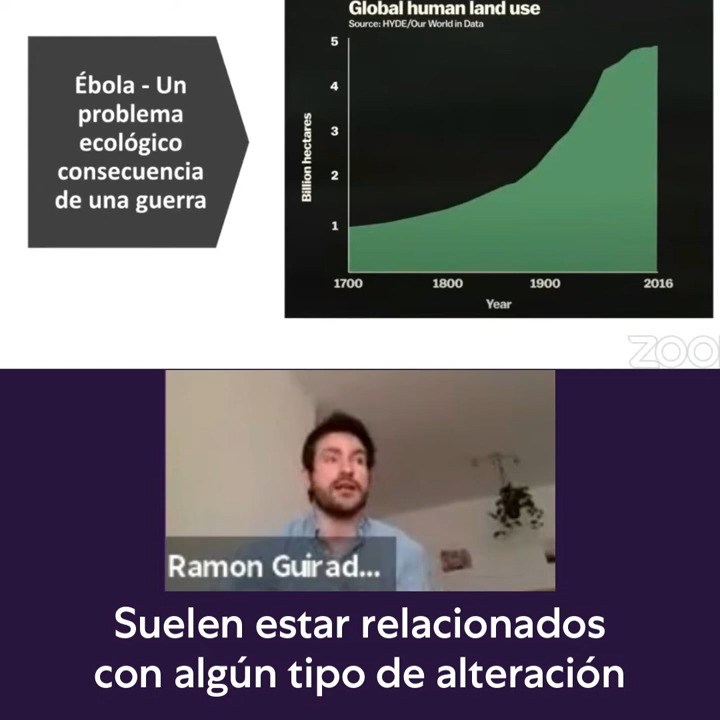 Global human land use
Source: HYDE/Our World in Data
Ébola - Un
problema
ecológico
consecuencia
de una guerra
Billion hectares
5
4
3
2
1
1700
1800
1900
2016
Year
Ramon Guirad...
Suelen estar relacionados
con algún tipo de alteración